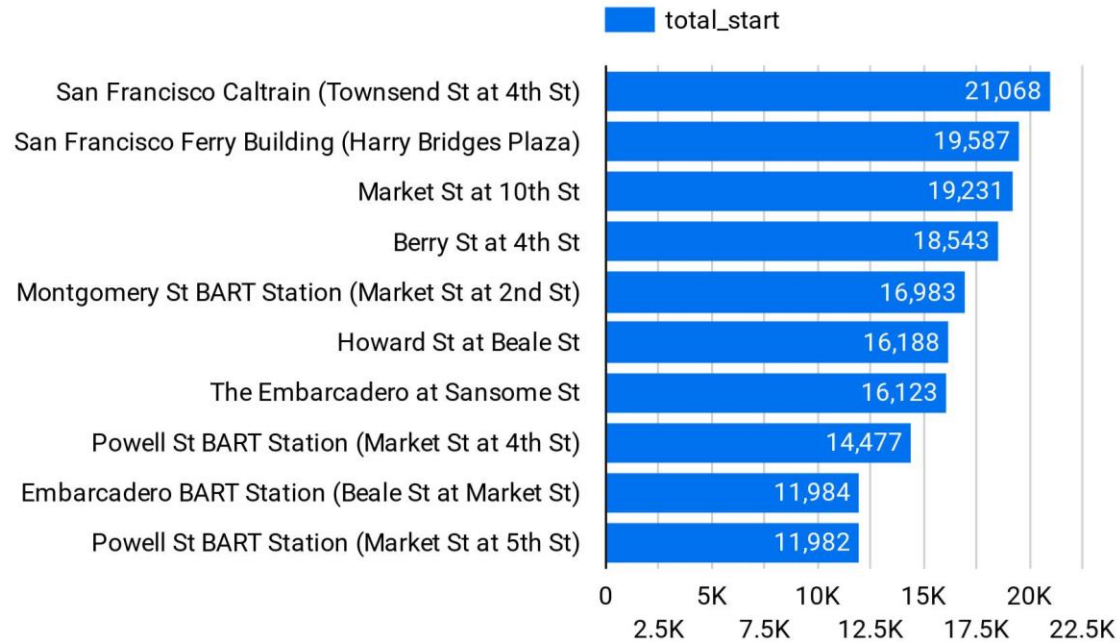 total_start
San Francisco Caltrain (Townsend St at 4th St) 21,068
San Francisco Ferry Building (Harry Bridges Plaza) 19,587
Market St at 10th St 19,231
Berry St at 4th St 18,543
Montgomery St BART Station (Market St at 2nd St) 16,983
Howard St at Beale St 16,188
The Embarcadero at Sansome St 16,123
Powell St BART Station (Market St at 4th St) 14,477
Embarcadero BART Station (Beale St at Market St) 11,984
Powell St BART Station (Market St at 5th St) 11,982
0 5K 10K 15K 20K
2.5K 7.5K 12.5K 17.5K 22.5K